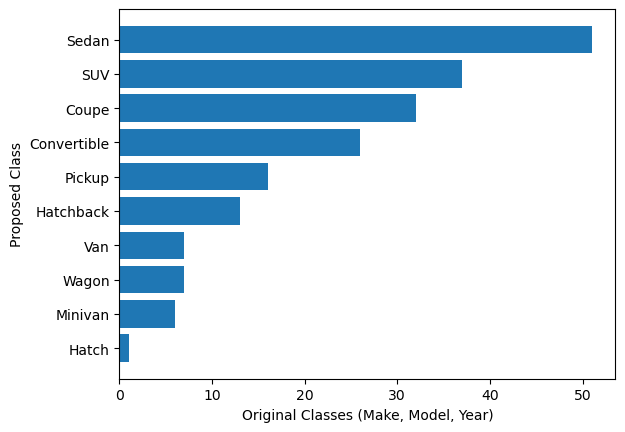 Sedan
SUV
Coupe
Convertible
Pickup
Hatchback
Van
Wagon
Minivan
Hatch
Proposed Class
0 10 20 30 40 50
Original Classes (Make, Model, Year)